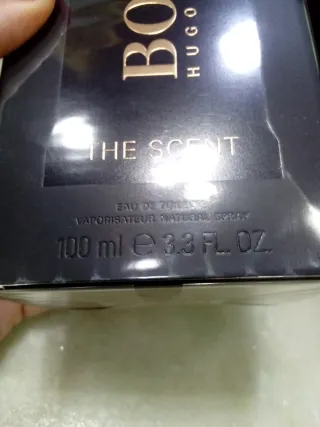 BO
HUGO
THE SCENT
EAU DE TOILETTE
VAPORISATEUR NATURAL SPRAY
100 ml e 3.3 FL. OZ.